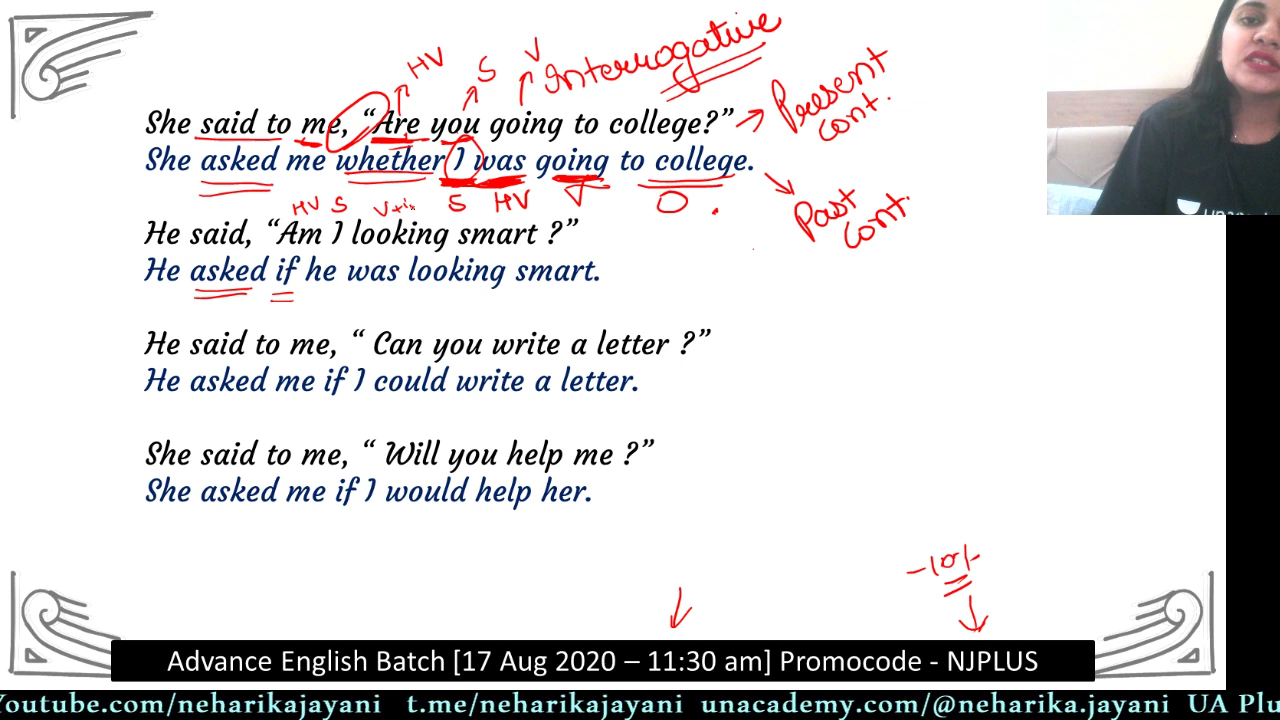 Interrogative
HV S V
She said to me, “Are you going to college?”
Present cont.
She asked me whether I was going to college.
S HV V O
Past cont.
HV S V+ing
He said, “Am I looking smart ?”
He asked if he was looking smart.
He said to me, “ Can you write a letter ?”
He asked me if I could write a letter.
She said to me, “ Will you help me ?”
She asked me if I would help her.
-10%
Advance English Batch [17 Aug 2020 – 11:30 am] Promocode - NJPLUS
Youtube.com/neharikajayani t.me/neharikajayani unacademy.com/@neharika.jayani UA Plu